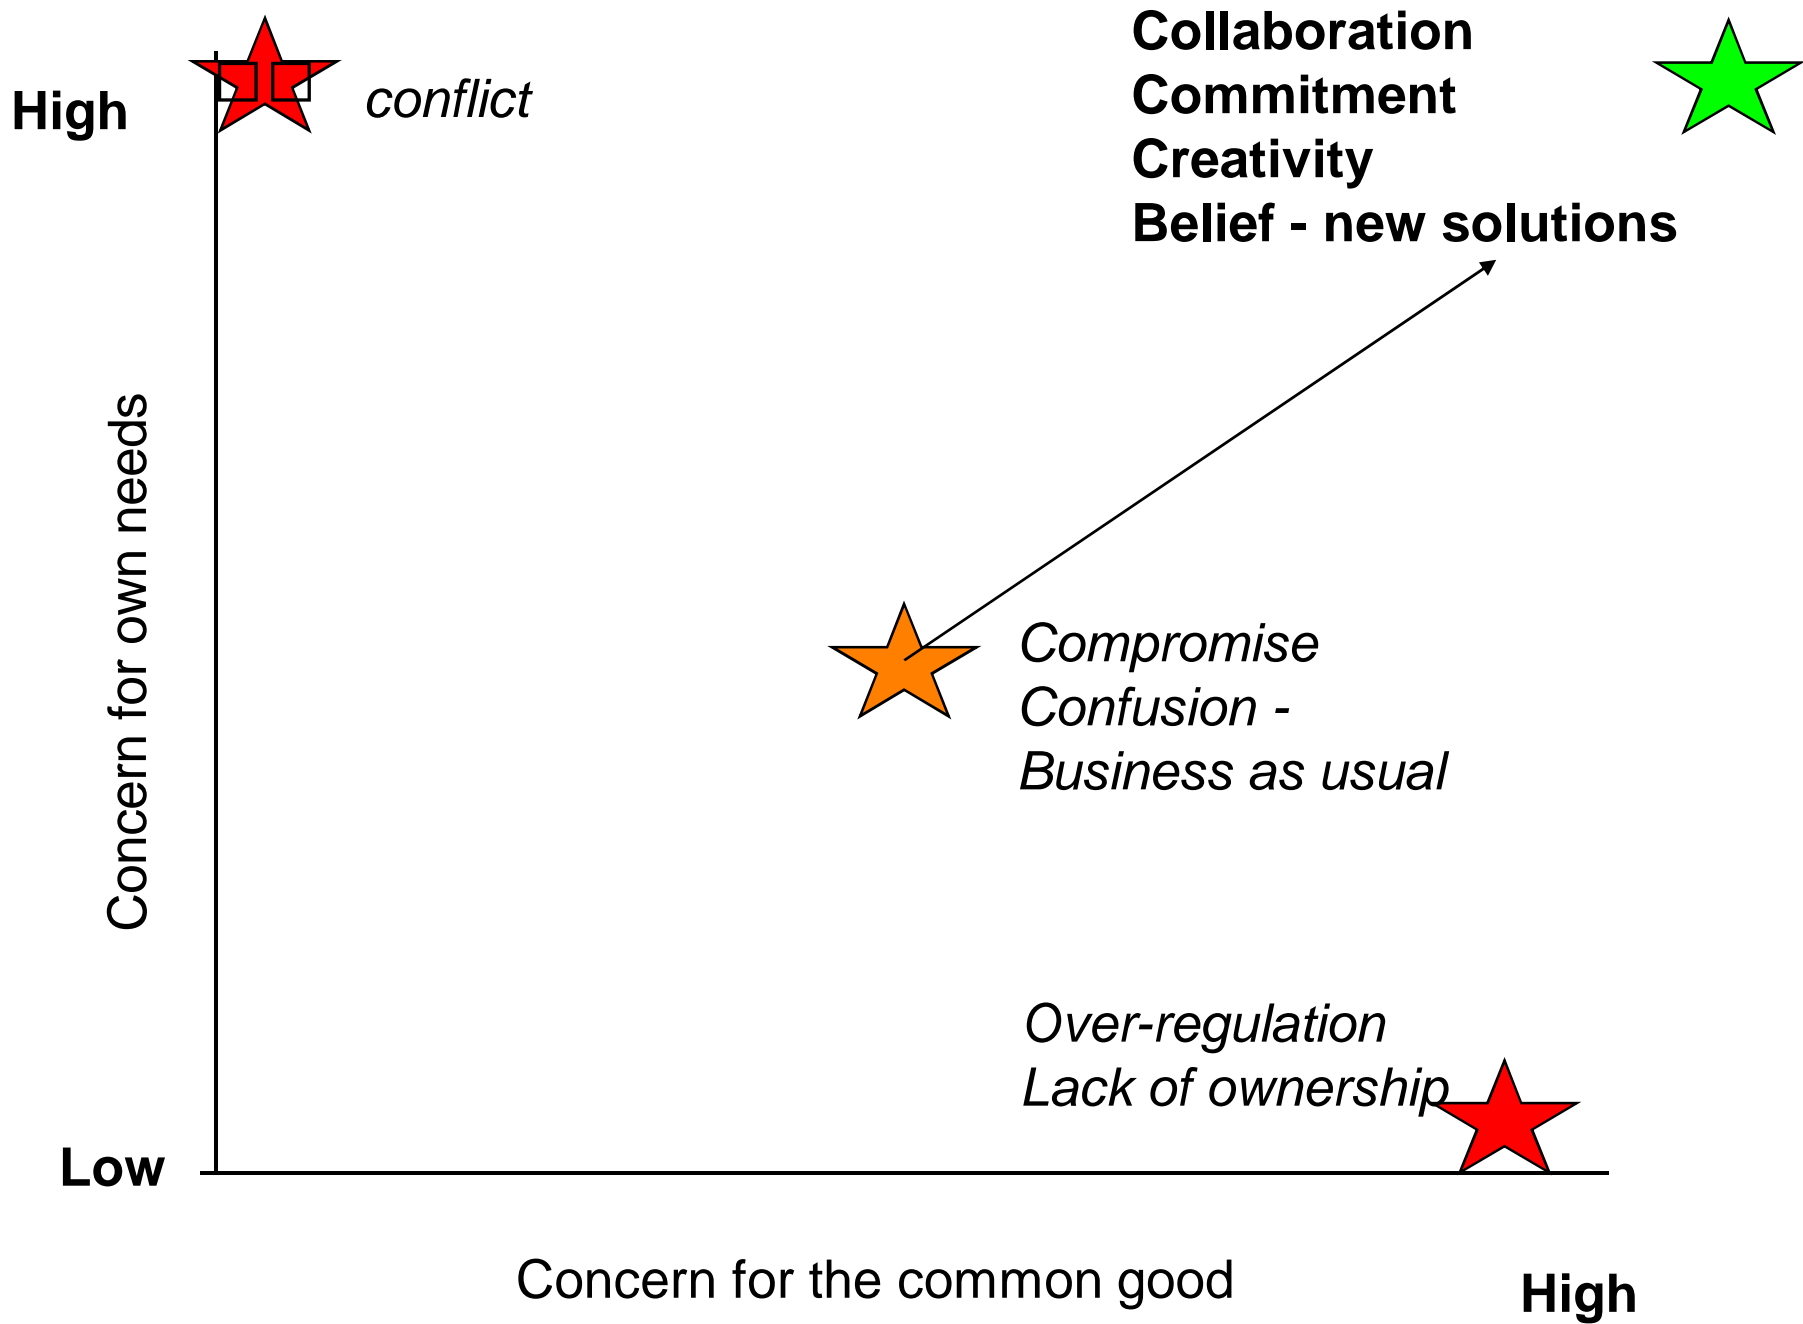 High
conflict
Collaboration
Commitment
Creativity
Belief - new solutions
Concern for own needs
Compromise
Confusion -
Business as usual
Over-regulation
Lack of ownership
Low
Concern for the common good
High